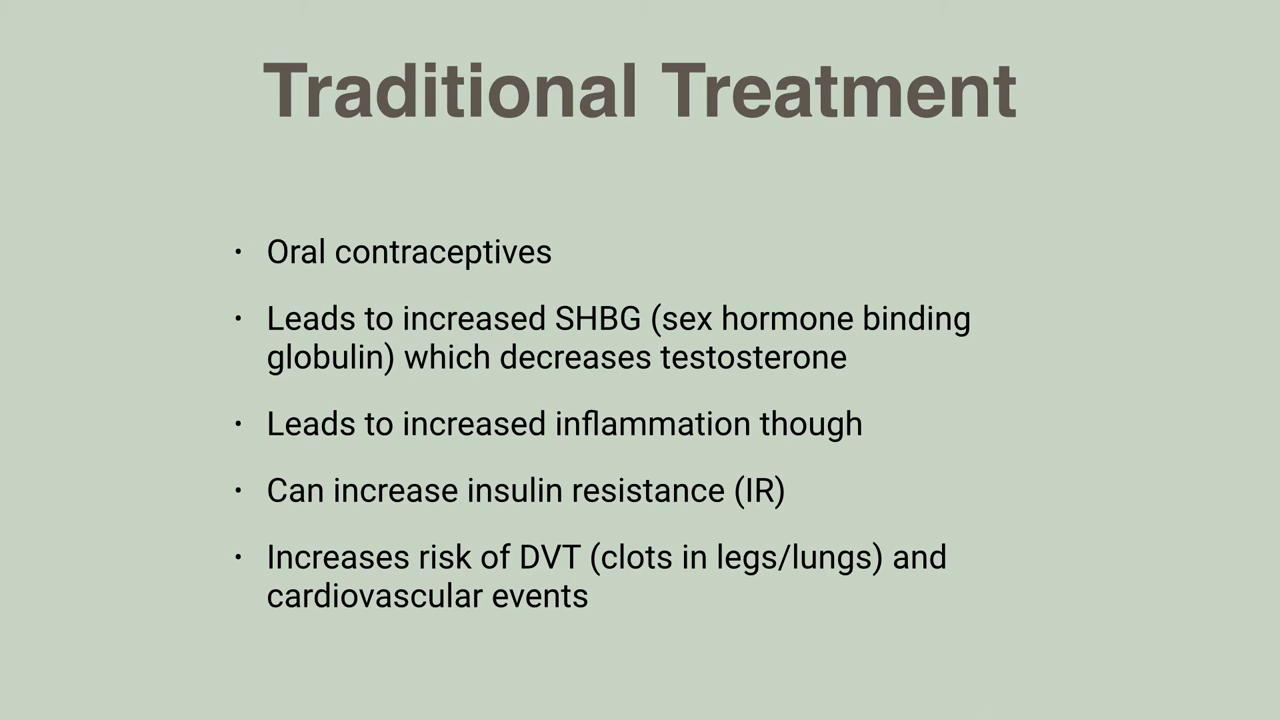 Traditional Treatment
• Oral contraceptives
• Leads to increased SHBG (sex hormone binding
globulin) which decreases testosterone
• Leads to increased inflammation though
• Can increase insulin resistance (IR)
• Increases risk of DVT (clots in legs/lungs) and
cardiovascular events